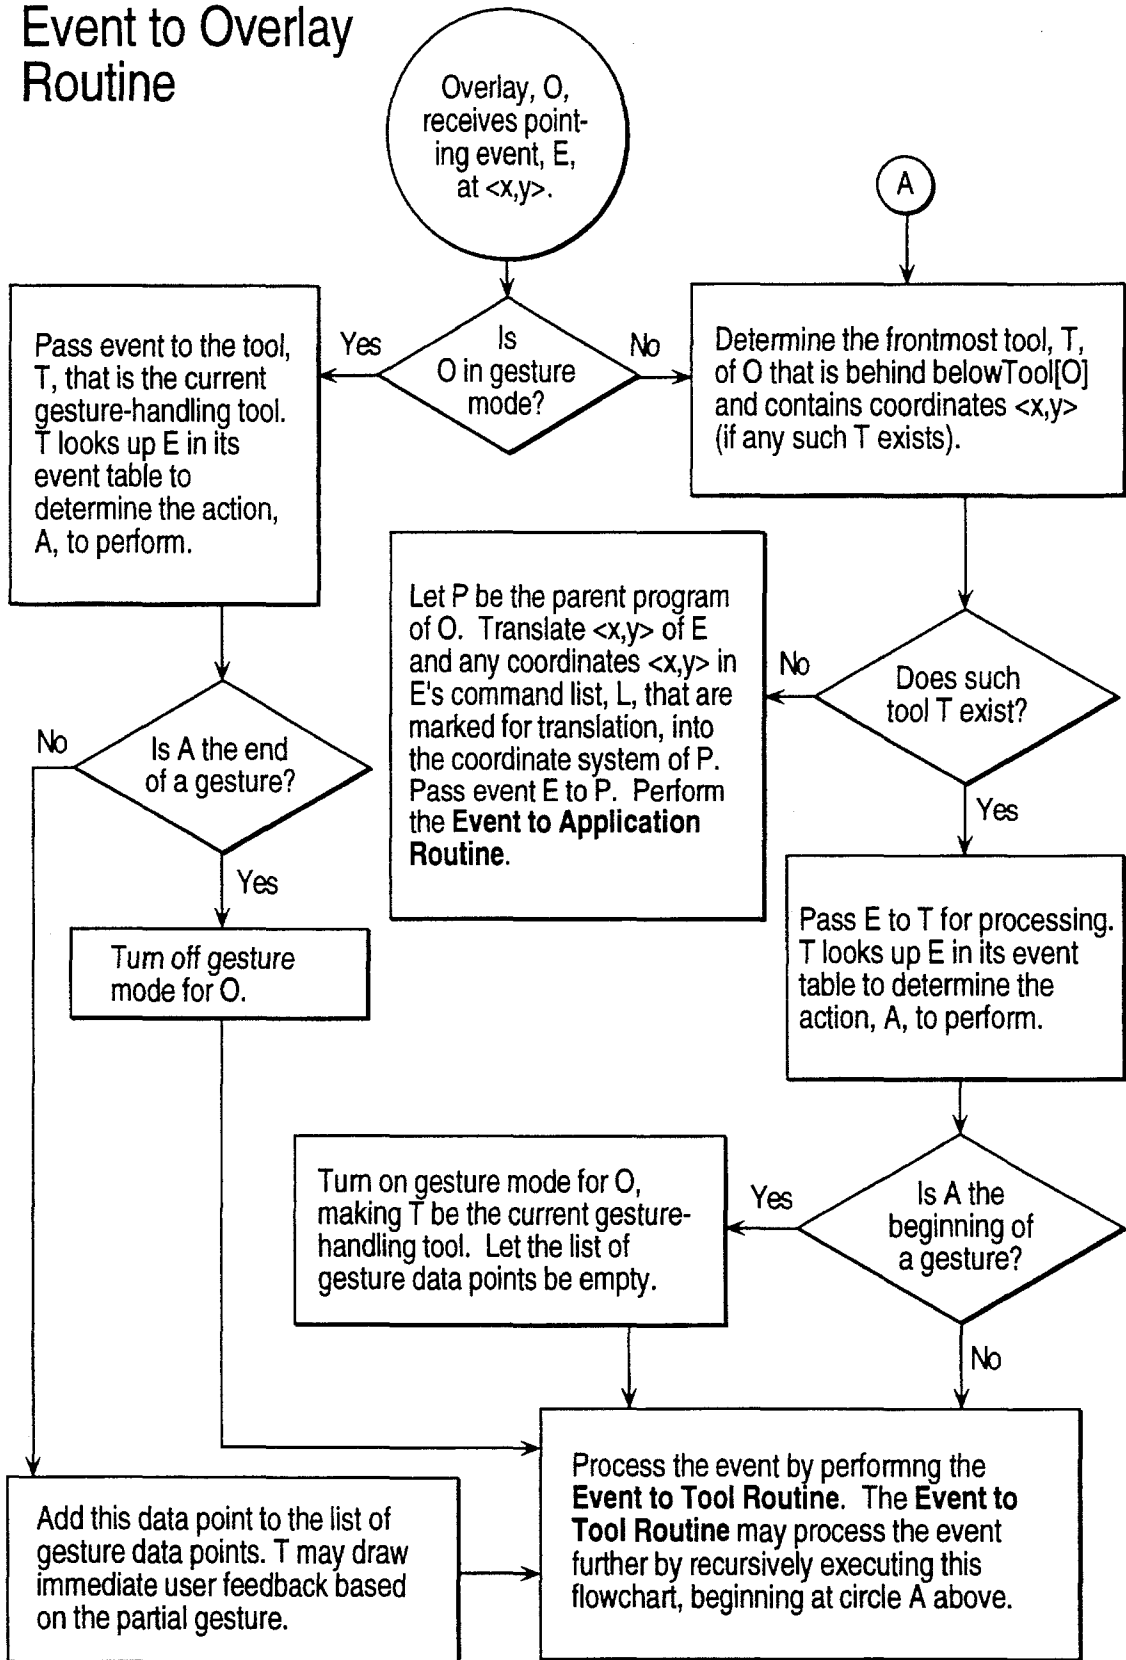 Event to Overlay
Routine
Overlay, O,
receives point-
ing event, E,
at <x,y>.
A
Is
O in gesture
mode?
Yes
No
Pass event to the tool,
T, that is the current
gesture-handling tool.
T looks up E in its
event table to
determine the action,
A, to perform.
Determine the frontmost tool, T,
of O that is behind belowTool[O]
and contains coordinates <x,y>
(if any such T exists).
Let P be the parent program
of O. Translate <x,y> of E
and any coordinates <x,y> in
E's command list, L, that are
marked for translation, into
the coordinate system of P.
Pass event E to P. Perform
the Event to Application
Routine.
No
Does such
tool T exist?
Yes
No
Is A the end
of a gesture?
Yes
Turn off gesture
mode for O.
Pass E to T for processing.
T looks up E in its event
table to determine the
action, A, to perform.
Turn on gesture mode for O,
making T be the current gesture-
handling tool. Let the list of
gesture data points be empty.
Yes
Is A the
beginning of
a gesture?
No
Add this data point to the list of
gesture data points. T may draw
immediate user feedback based
on the partial gesture.
Process the event by performng the
Event to Tool Routine. The Event to
Tool Routine may process the event
further by recursively executing this
flowchart, beginning at circle A above.